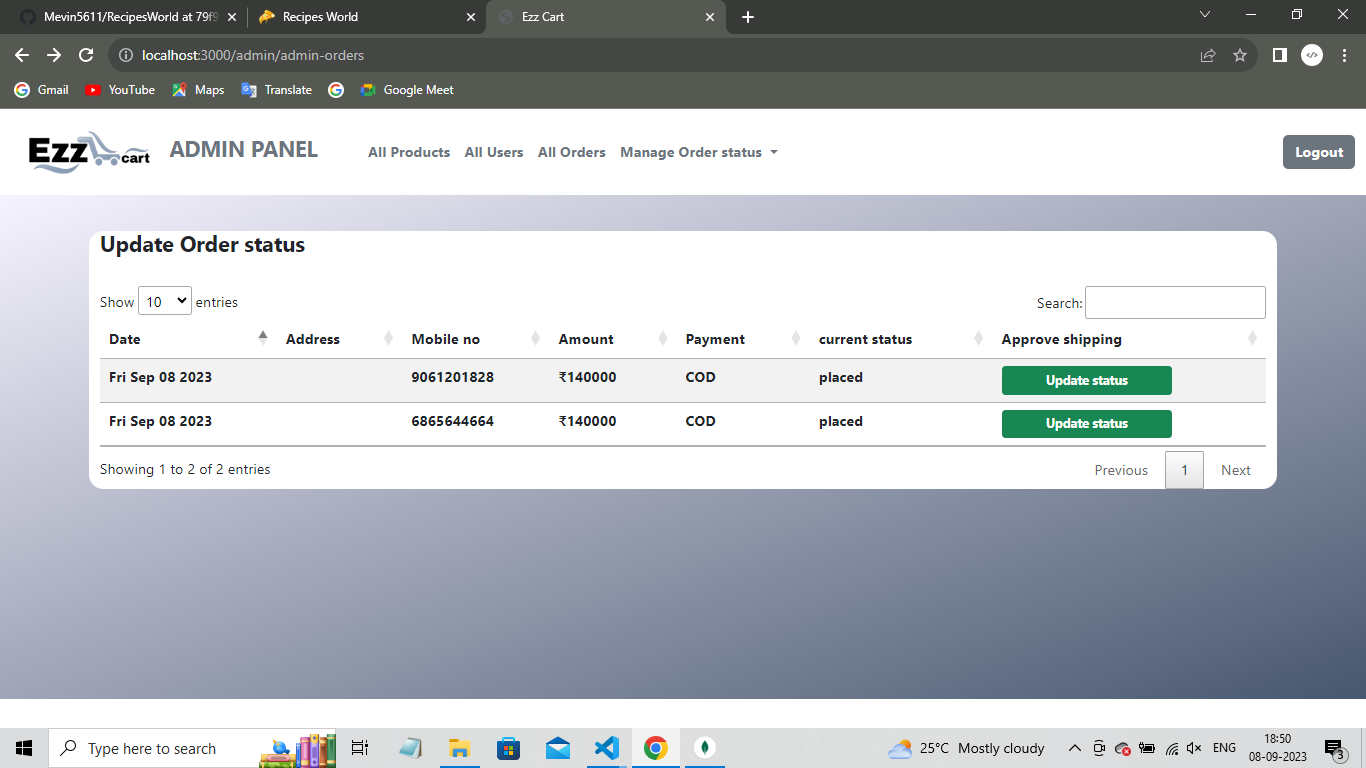 Mevin5611/RecipesWorld at 79f9
Recipes World
Ezz Cart
localhost:3000/admin/admin-orders
Gmail YouTube Maps Translate Google Meet
Ezz cart ADMIN PANEL All Products All Users All Orders Manage Order status Logout
Update Order status
Show 10 entries Search:
Date Address Mobile no Amount Payment current status Approve shipping
Fri Sep 08 2023 9061201828 ₹140000 COD placed Update status
Fri Sep 08 2023 6865644664 ₹140000 COD placed Update status
Showing 1 to 2 of 2 entries Previous 1 Next
Type here to search 25°C Mostly cloudy ENG 18:50
08-09-2023 3